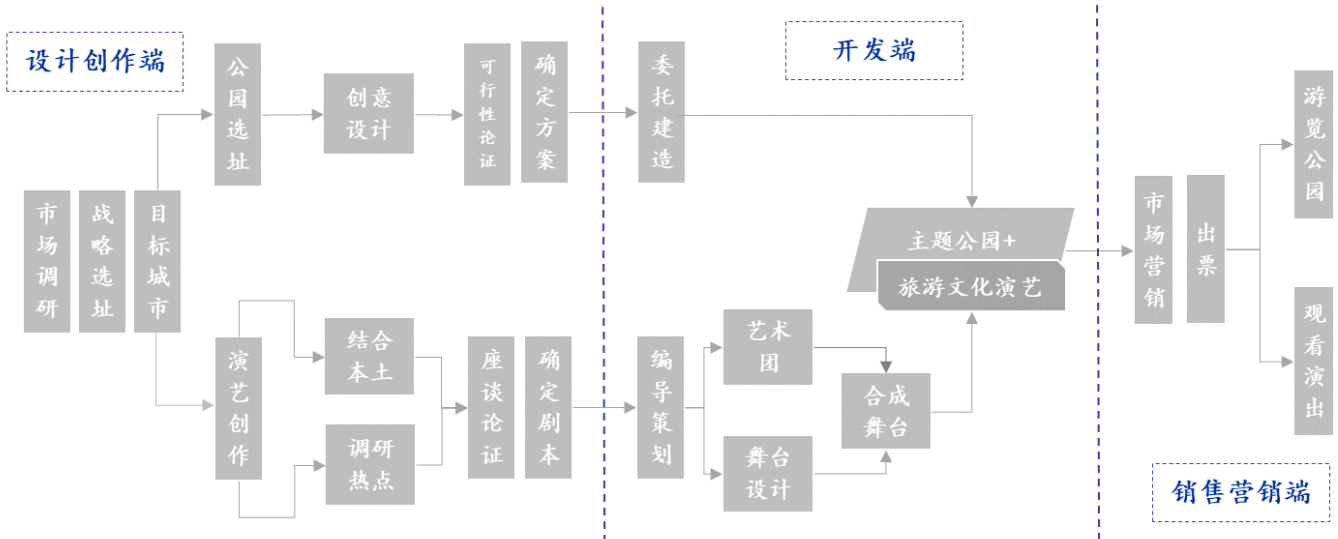 设计创作端
开发端
销售营销端
市场调研
战略选址
目标城市
公园选址
创意
设计
可行性论证
确定方案
委托建造
演艺创作
结合
本土
调研
热点
座谈论证
确定剧本
编导策划
艺术
团
舞台
设计
合成
舞台
主题公园+
旅游文化演艺
市场营销
出票
游览公园
观看演出